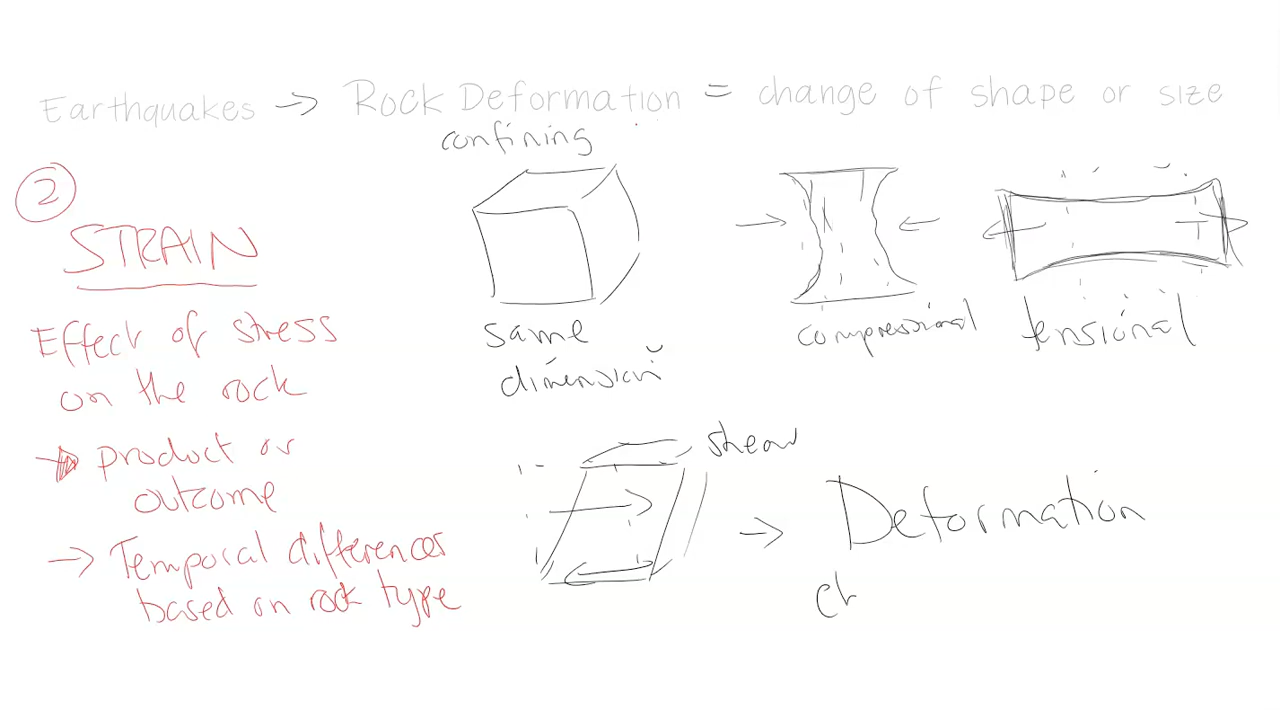 Earthquakes → Rock Deformation = change of shape or size
confining
2
STRAIN
Effect of stress
on the rock
→ product or
outcome
→ Temporal differences
based on rock type
same
dimension
compressional
tensional
shear
→ Deformation
ch